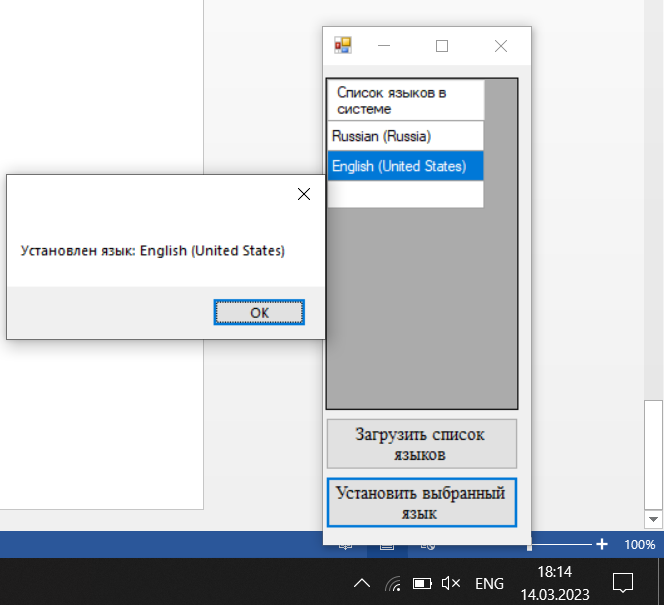 Список языков в
системе
Russian (Russia)
English (United States)
Установлен язык: English (United States)
OK
Загрузить список
языков
Установить выбранный
язык
100%
ENG
18:14
14.03.2023